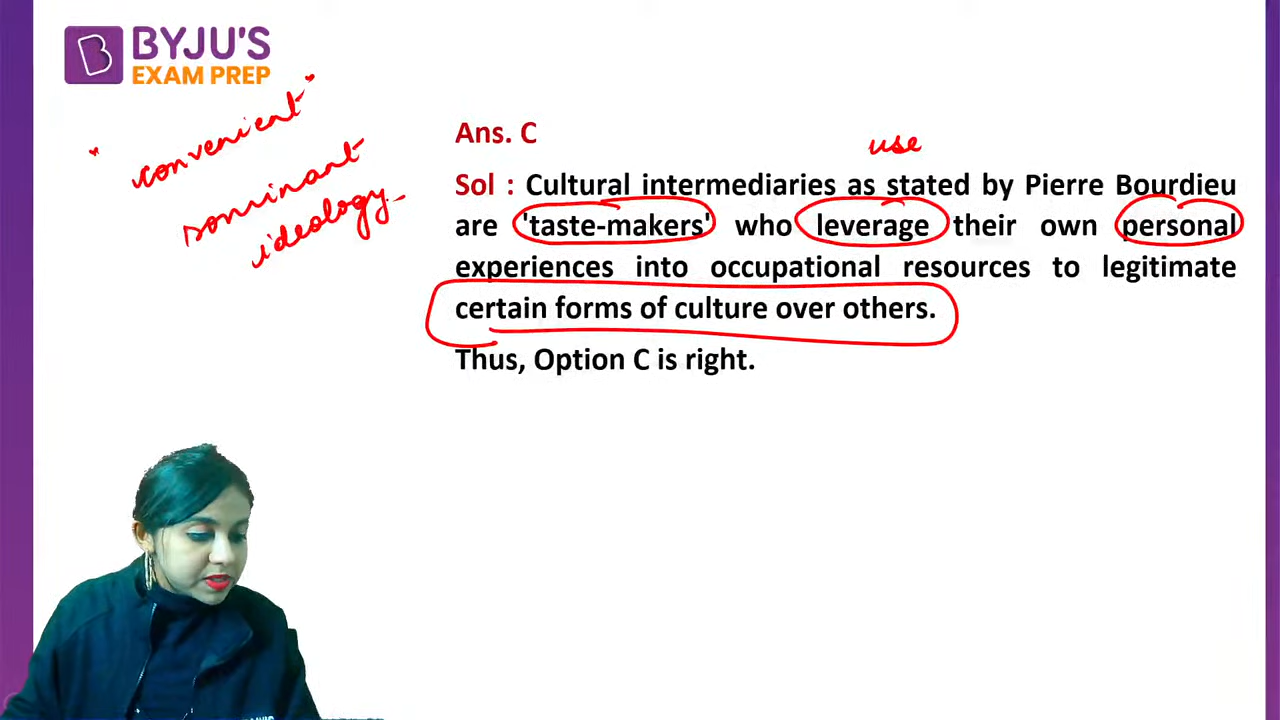 BYJU'S
EXAM PREP
"convenient"
dominant
ideology
Ans. C
use
Sol : Cultural intermediaries as stated by Pierre Bourdieu
are 'taste-makers' who leverage their own personal
experiences into occupational resources to legitimate
certain forms of culture over others.
Thus, Option C is right.